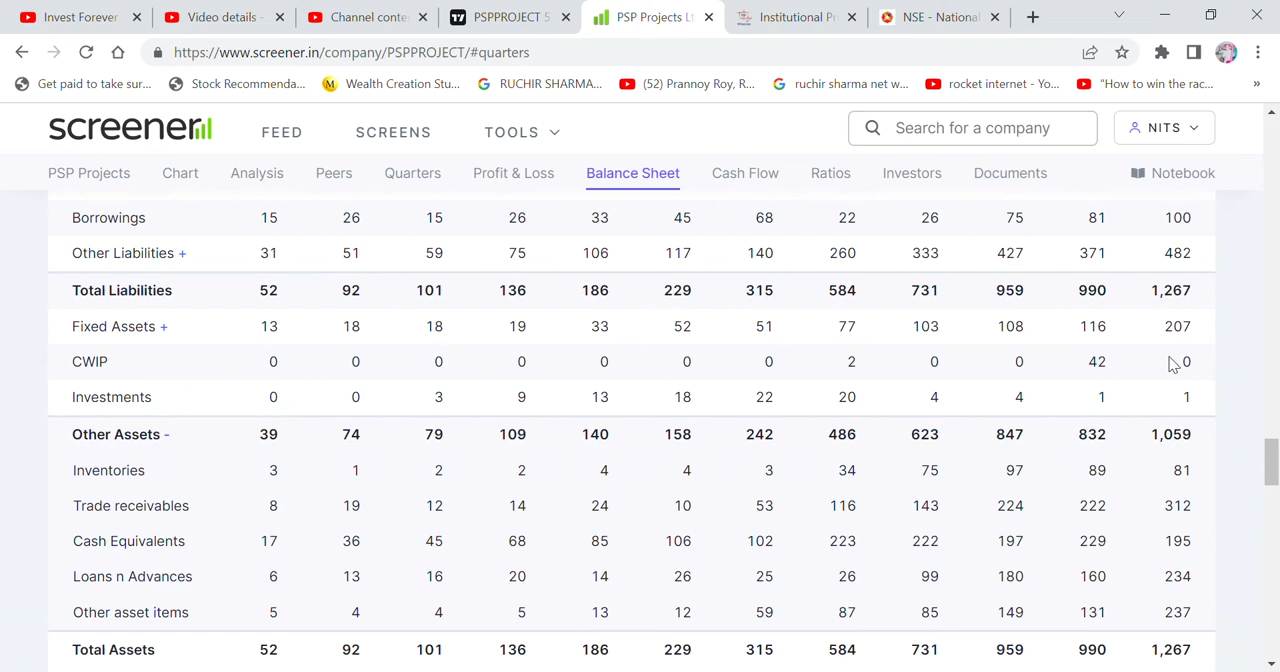 Invest Forever
Video details -
Channel conte
PSPPROJECT 5
PSP Projects Lt
Institutional Pr
NSE - National
https://www.screener.in/company/PSPPROJECT/#quarters
Get paid to take sur...
Stock Recommenda...
Wealth Creation Stu...
RUCHIR SHARMA...
(52) Prannoy Roy, R...
ruchir sharma net w...
rocket internet - Yo...
"How to win the rac...
»
screener
FEED
SCREENS
TOOLS
Search for a company
NITS
PSP Projects
Chart
Analysis
Peers
Quarters
Profit & Loss
Balance Sheet
Cash Flow
Ratios
Investors
Documents
Notebook
Borrowings 15 26 15 26 33 45 68 22 26 75 81 100
Other Liabilities + 31 51 59 75 106 117 140 260 333 427 371 482
Total Liabilities 52 92 101 136 186 229 315 584 731 959 990 1,267
Fixed Assets + 13 18 18 19 33 52 51 77 103 108 116 207
CWIP 0 0 0 0 0 0 0 2 0 0 42 0
Investments 0 0 3 9 13 18 22 20 4 4 1 1
Other Assets - 39 74 79 109 140 158 242 486 623 847 832 1,059
Inventories 3 1 2 2 4 4 3 34 75 97 89 81
Trade receivables 8 19 12 14 24 10 53 116 143 224 222 312
Cash Equivalents 17 36 45 68 85 106 102 223 222 197 229 195
Loans n Advances 6 13 16 20 14 26 25 26 99 180 160 234
Other asset items 5 4 4 5 13 12 59 87 85 149 131 237
Total Assets 52 92 101 136 186 229 315 584 731 959 990 1,267